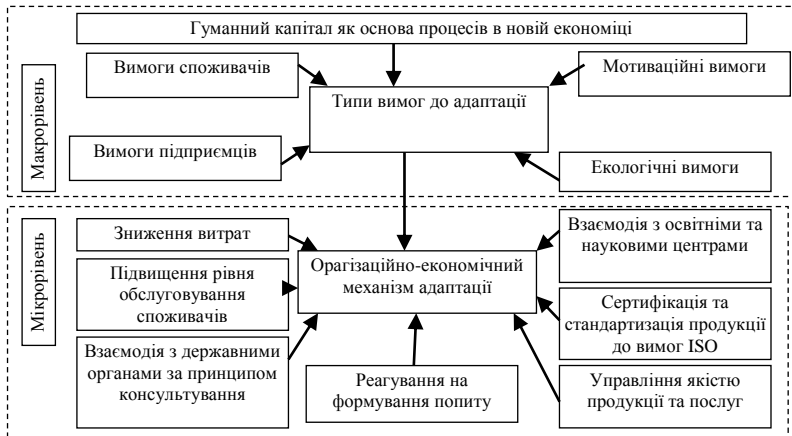 Гуманний капітал як основа процесів в новій економіці
Вимоги споживачів
Мотиваційні вимоги
Типи вимог до адаптації
Макрорівень
Вимоги підприємців
Екологічні вимоги
Зниження витрат
Взаємодія з освітніми та
науковими центрами
Орагізаційно-економічний
механізм адаптації
Підвищення рівня
обслуговування
споживачів
Мікрорівень
Сертифікація та
стандартизація продукції
до вимог ISO
Взаємодія з державними
органами за принципом
консультування
Реагування на
формування попиту
Управління якістю
продукції та послуг